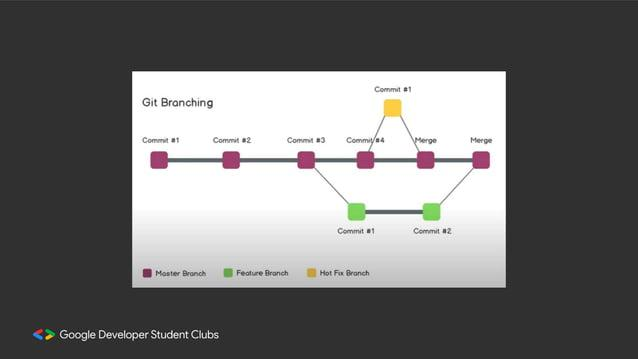 Commit #1
Git Branching
Commit #1 Commit #2 Commit #3 Commit #4 Merge Merge
Commit #1 Commit #2
Master Branch Feature Branch Hot Fix Branch
Google Developer Student Clubs